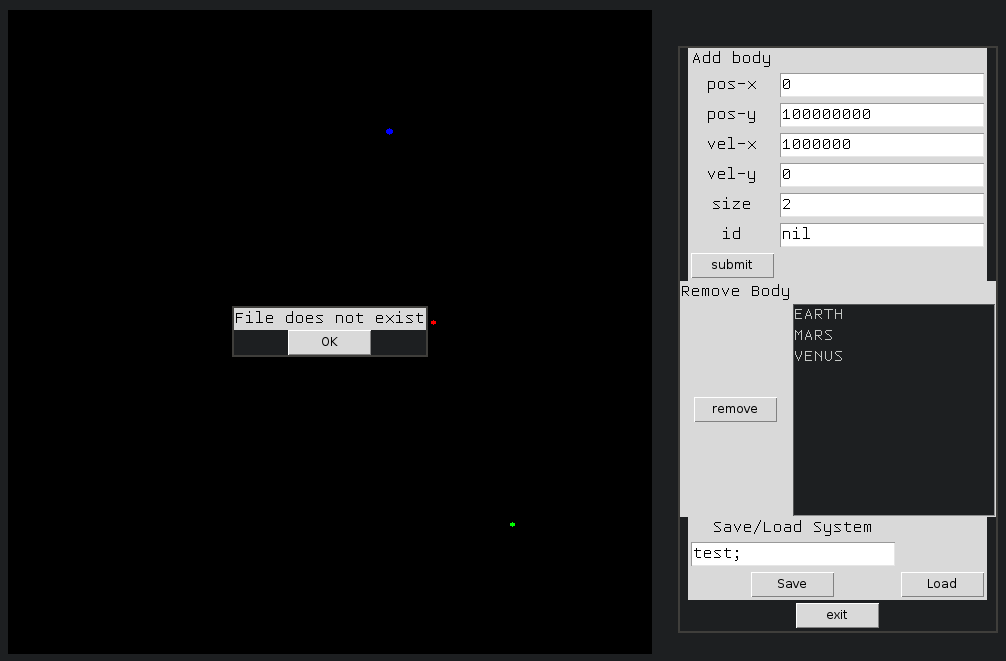 Add body
pos-x 0
pos-y 100000000
vel-x 1000000
vel-y 0
size 2
id nil
submit
Remove Body
EARTH
MARS
VENUS
remove
File does not exist
OK
Save/Load System
test;
Save Load
exit